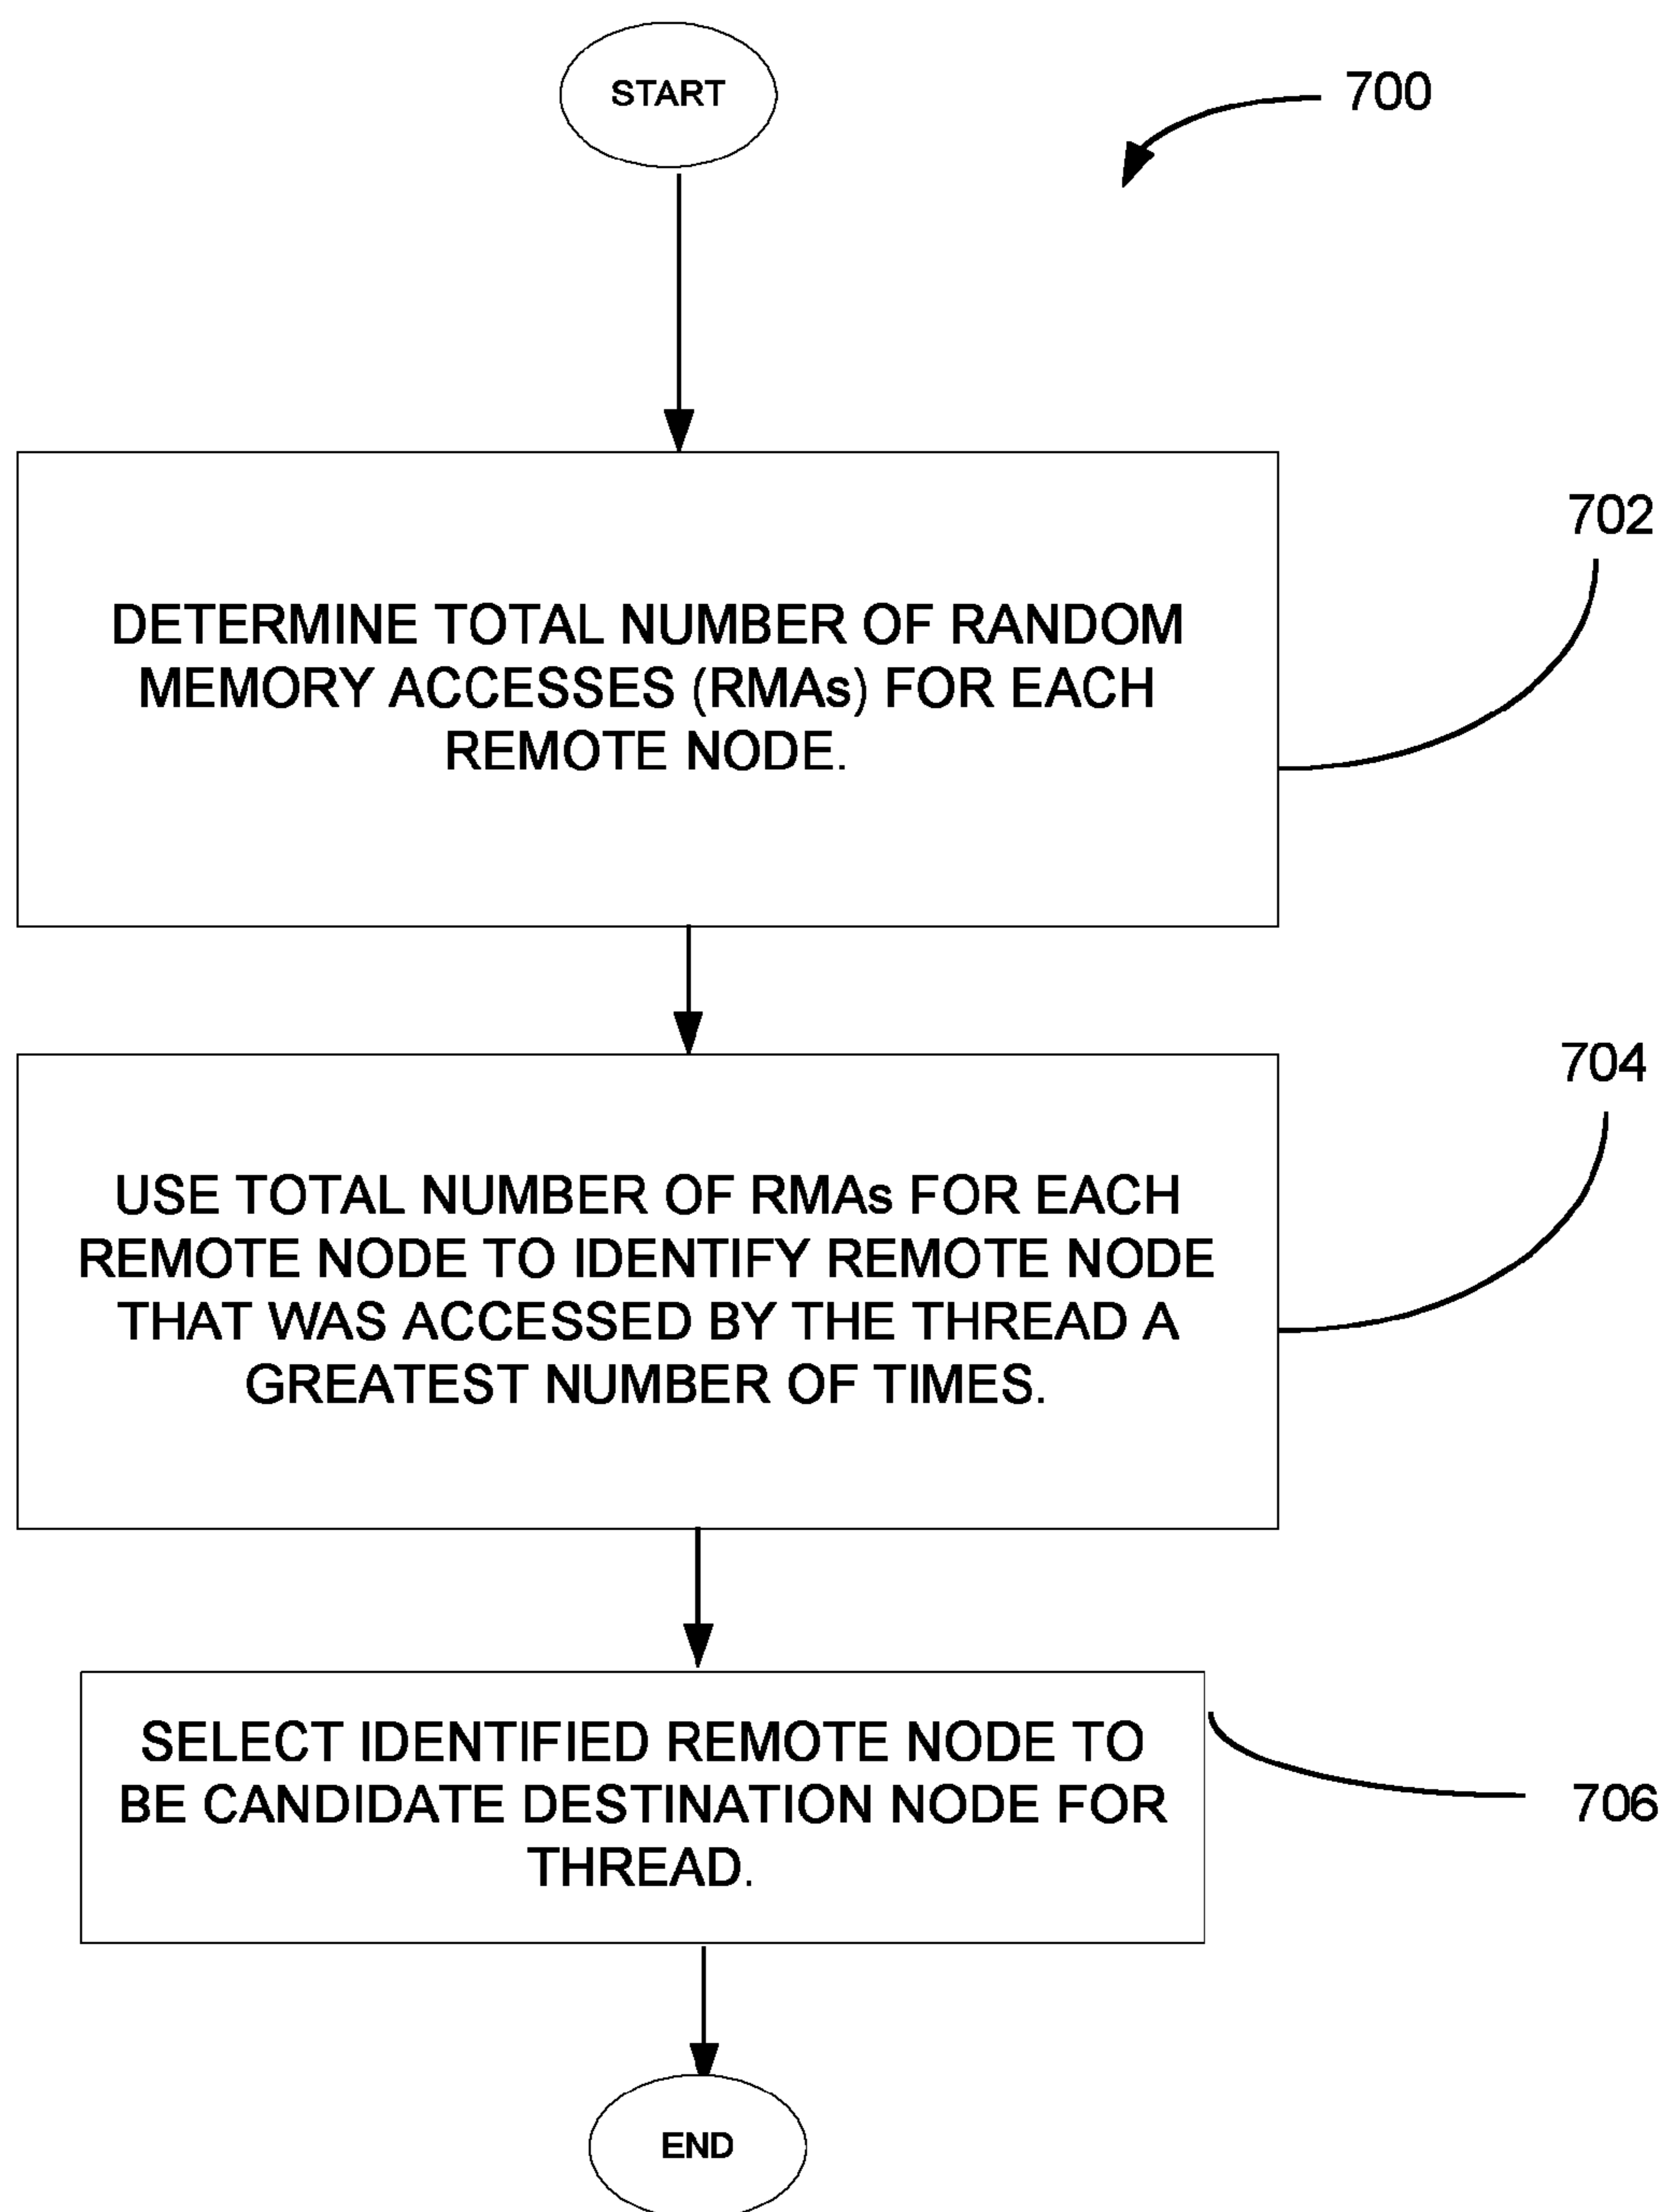 START
700
702
DETERMINE TOTAL NUMBER OF RANDOM
MEMORY ACCESSES (RMAs) FOR EACH
REMOTE NODE.
704
USE TOTAL NUMBER OF RMAs FOR EACH
REMOTE NODE TO IDENTIFY REMOTE NODE
THAT WAS ACCESSED BY THE THREAD A
GREATEST NUMBER OF TIMES.
SELECT IDENTIFIED REMOTE NODE TO
BE CANDIDATE DESTINATION NODE FOR
THREAD.
706
END